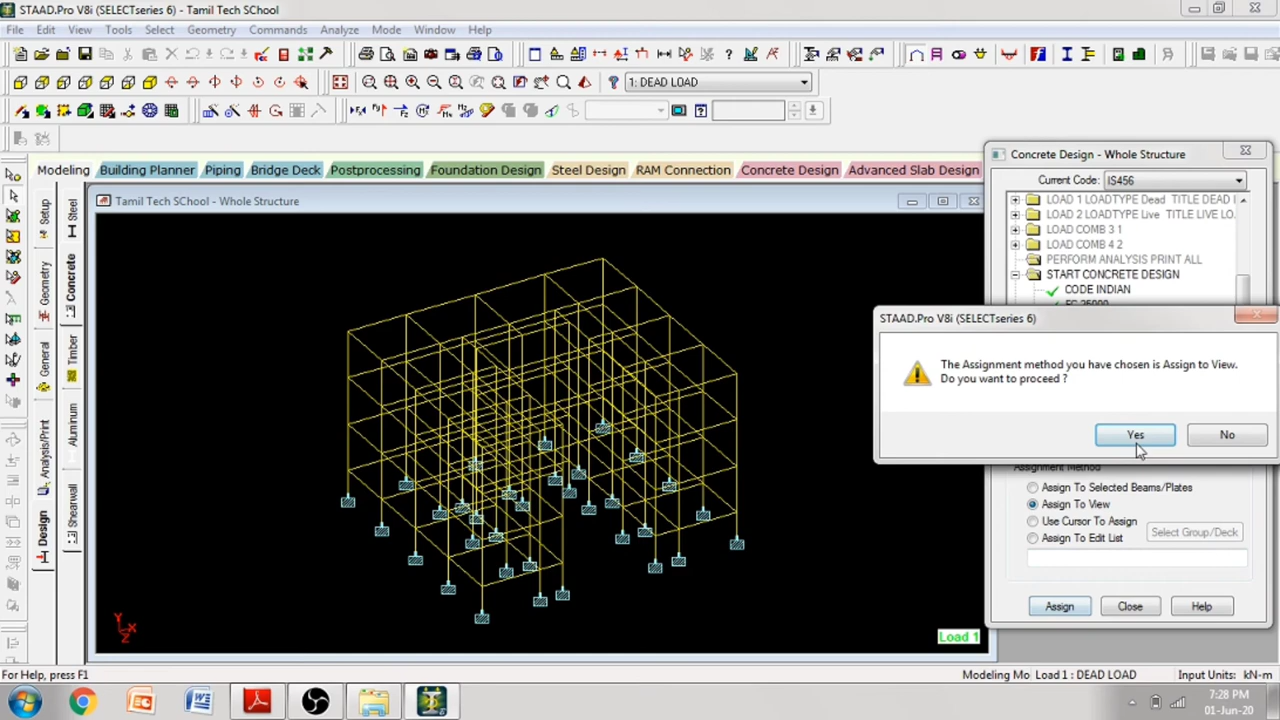 STAAD.Pro V8i (SELECTseries 6) - Tamil Tech SChool
File Edit View Tools Select Geometry Commands Analyze Mode Window Help
1: DEAD LOAD
Modeling Building Planner Piping Bridge Deck Postprocessing Foundation Design Steel Design RAM Connection Concrete Design Advanced Slab Design
Setup
Geometry
General
Analysis/Print
Design
Steel
Concrete
Timber
Aluminum
Shearwall
Tamil Tech SChool - Whole Structure
Load 1
Concrete Design - Whole Structure
Current Code: IS456
LOAD 1 LOADTYPE Dead TITLE DEAD
LOAD 2 LOADTYPE Live TITLE LIVE LO.
LOAD COMB 3 1
LOAD COMB 4 2
PERFORM ANALYSIS PRINT ALL
START CONCRETE DESIGN
CODE INDIAN
FC 25000
STAAD.Pro V8i (SELECTseries 6)
The Assignment method you have chosen is Assign to View.
Do you want to proceed ?
Yes No
Assignment Method
Assign To Selected Beams/Plates
Assign To View
Use Cursor To Assign
Assign To Edit List
Select Group/Deck
Assign Close Help
For Help, press F1
Modeling Mo Load 1 : DEAD LOAD Input Units: kN-m
7:28 PM
01-Jun-20